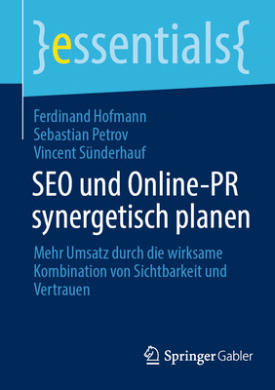 }essentials{
Ferdinand Hofmann
Sebastian Petrov
Vincent Sünderhauf
SEO und Online-PR
synergetisch planen
Mehr Umsatz durch die wirksame
Kombination von Sichtbarkeit und
Vertrauen
Springer Gabler